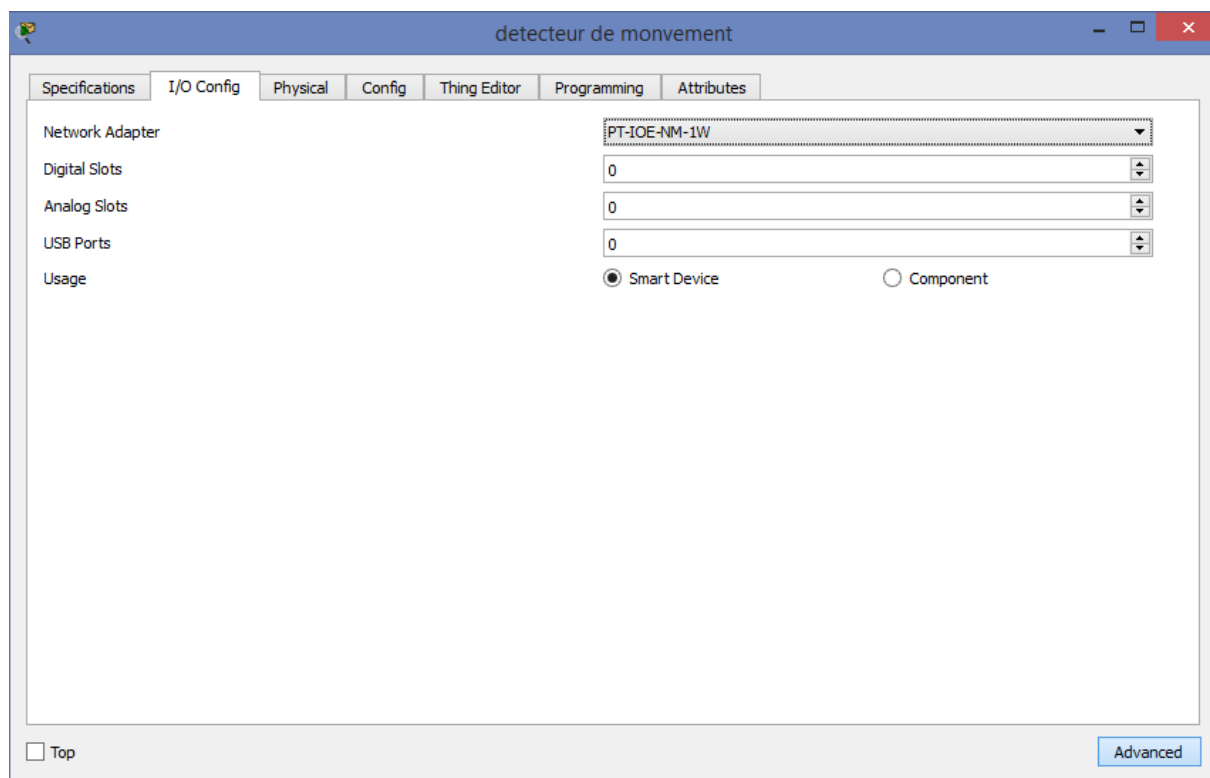 detecteur de monvement
Specifications I/O Config Physical Config Thing Editor Programming Attributes
Network Adapter PT-IOE-NM-1W
Digital Slots 0
Analog Slots 0
USB Ports 0
Usage Smart Device Component
Top Advanced